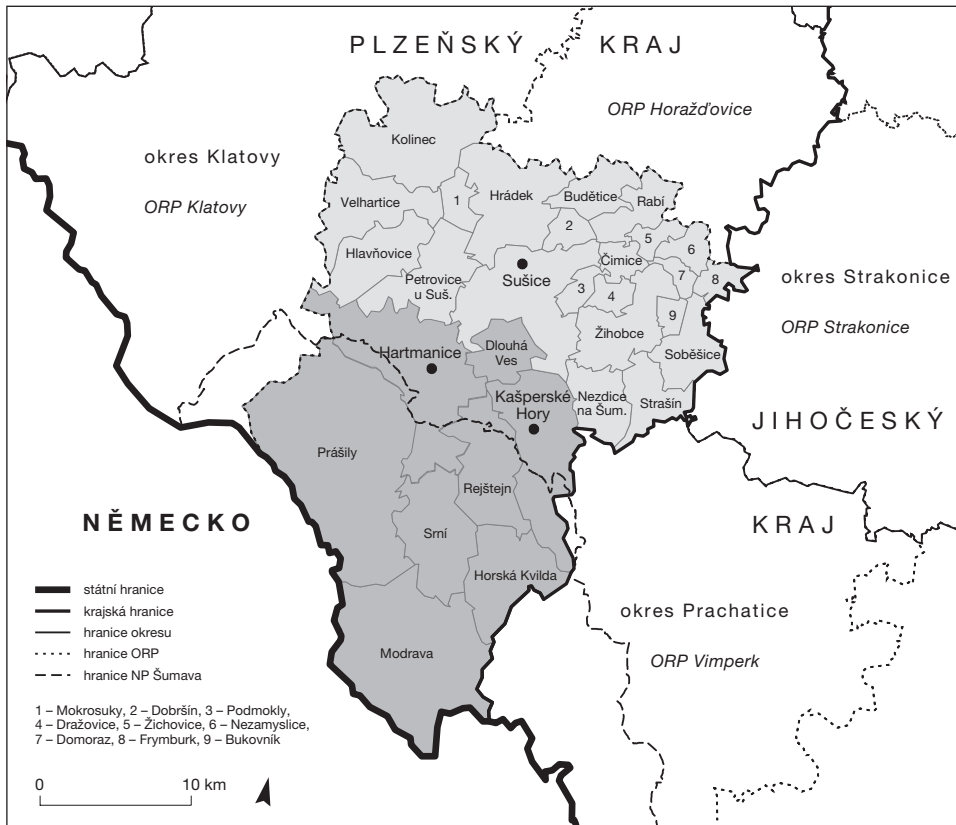 PLZEŇSKÝ KRAJ
ORP Horažďovice
okres Klatovy
ORP Klatovy
Kolinec
Velhartice
1
Hrádek
Budětice
Rabí
2
5
6
Hlavňovice
Petrovice
u Suš.
Sušice
Čimice
3
4
7
8
9
okres Strakonice
ORP Strakonice
Žihobce
Soběšice
Hartmanice
Dlouhá
Ves
Kašperské
Hory
Nezdice
na Šum.
Strašín
JIHOČESKÝ
KRAJ
Prášily
Rejštejn
Srní
NĚMECKO
Horská Kvilda
Modrava
okres Prachatice
ORP Vimperk
státní hranice
krajská hranice
hranice okresu
hranice ORP
hranice NP Šumava
1 – Mokrosuky, 2 – Dobršín, 3 – Podmokly,
4 – Dražovice, 5 – Žichovice, 6 – Nezamyslice,
7 – Domoraz, 8 – Frymburk, 9 – Bukovník
0 10 km